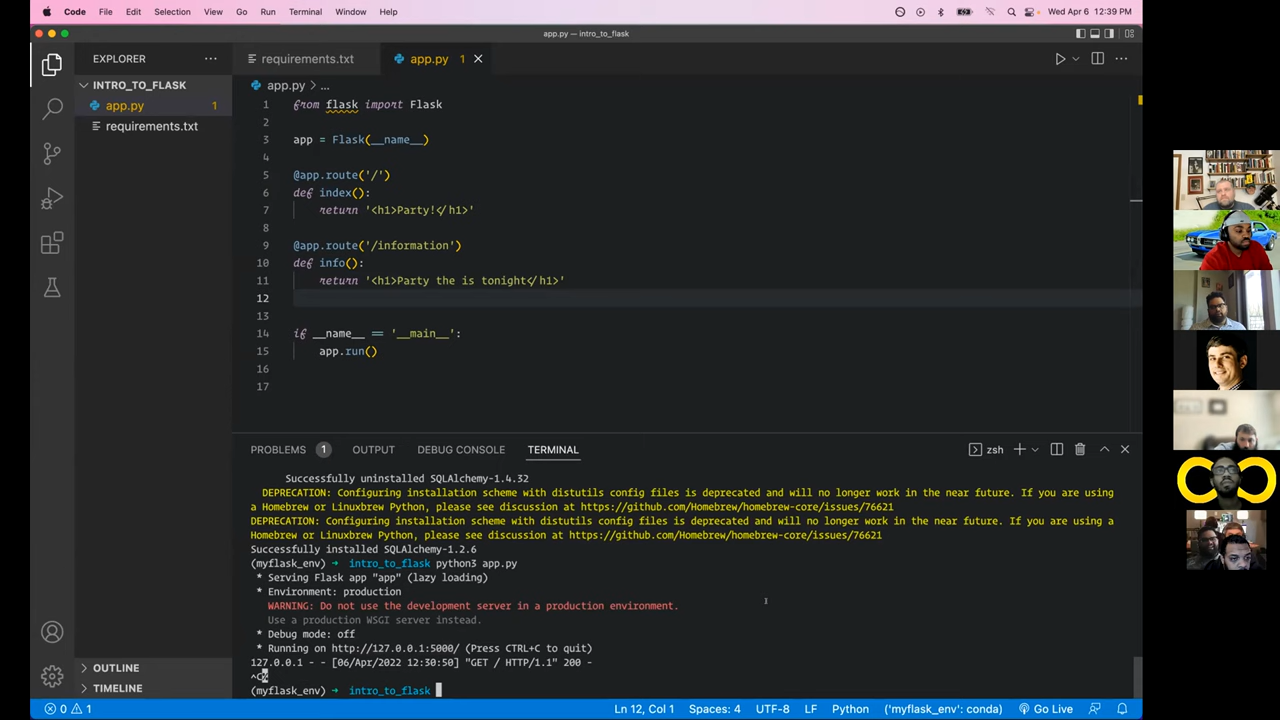 Code File Edit Selection View Go Run Terminal Window Help Wed Apr 6 12:39 PM
app.py — intro_to_flask
EXPLORER
requirements.txt
app.py 1
INTRO_TO_FLASK
app.py 1
requirements.txt
app.py > ...
1 from flask import Flask
2
3 app = Flask(__name__)
4
5 @app.route('/')
6 def index():
7 return '<h1>Party!</h1>'
8
9 @app.route('/information')
10 def info():
11 return '<h1>Party the is tonight</h1>'
12
13
14 if __name__ == '__main__':
15 app.run()
16
17
PROBLEMS 1 OUTPUT DEBUG CONSOLE TERMINAL zsh
Successfully uninstalled SQLAlchemy-1.4.32
DEPRECATION: Configuring installation scheme with distutils config files is deprecated and will no longer work in the near future. If you are using
a Homebrew or Linuxbrew Python, please see discussion at https://github.com/Homebrew/homebrew-core/issues/76621
DEPRECATION: Configuring installation scheme with distutils config files is deprecated and will no longer work in the near future. If you are using a
Homebrew or Linuxbrew Python, please see discussion at https://github.com/Homebrew/homebrew-core/issues/76621
Successfully installed SQLAlchemy-1.2.6
(myflask_env) → intro_to_flask python3 app.py
* Serving Flask app "app" (lazy loading)
* Environment: production
WARNING: Do not use the development server in a production environment.
Use a production WSGI server instead.
* Debug mode: off
* Running on http://127.0.0.1:5000/ (Press CTRL+C to quit)
127.0.0.1 - - [06/Apr/2022 12:30:50] "GET / HTTP/1.1" 200 -
^C%
(myflask_env) → intro_to_flask
OUTLINE
TIMELINE
0 1 Ln 12, Col 1 Spaces: 4 UTF-8 LF Python ('myflask_env': conda) Go Live